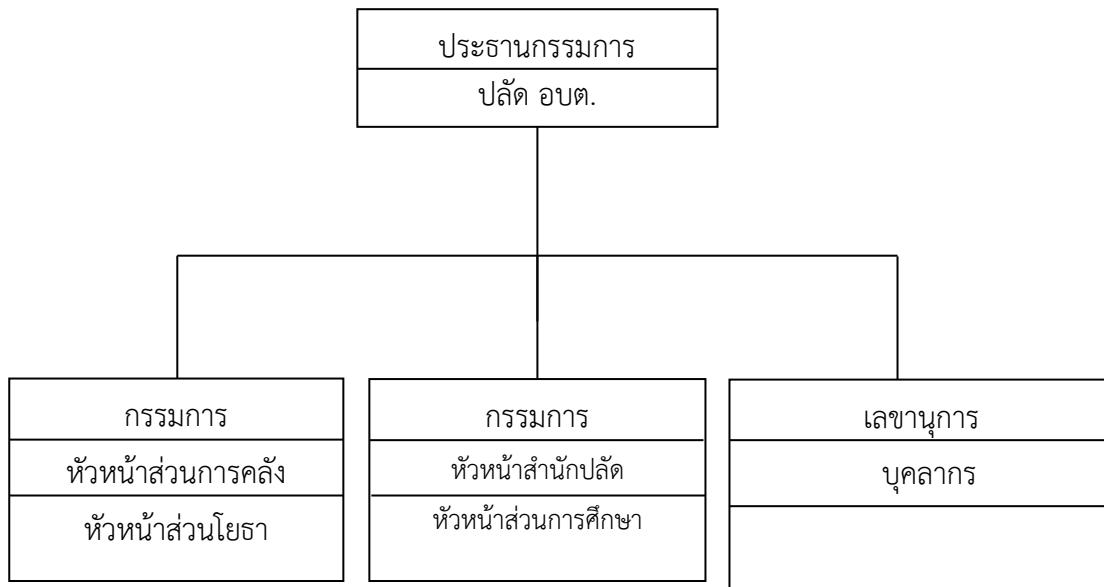 ประธานกรรมการ
ปลัด อบต.
กรรมการ
หัวหน้าส่วนการคลัง
หัวหน้าส่วนโยธา
กรรมการ
หัวหน้าสำนักปลัด
หัวหน้าส่วนการศึกษา
เลขานุการ
บุคลากร